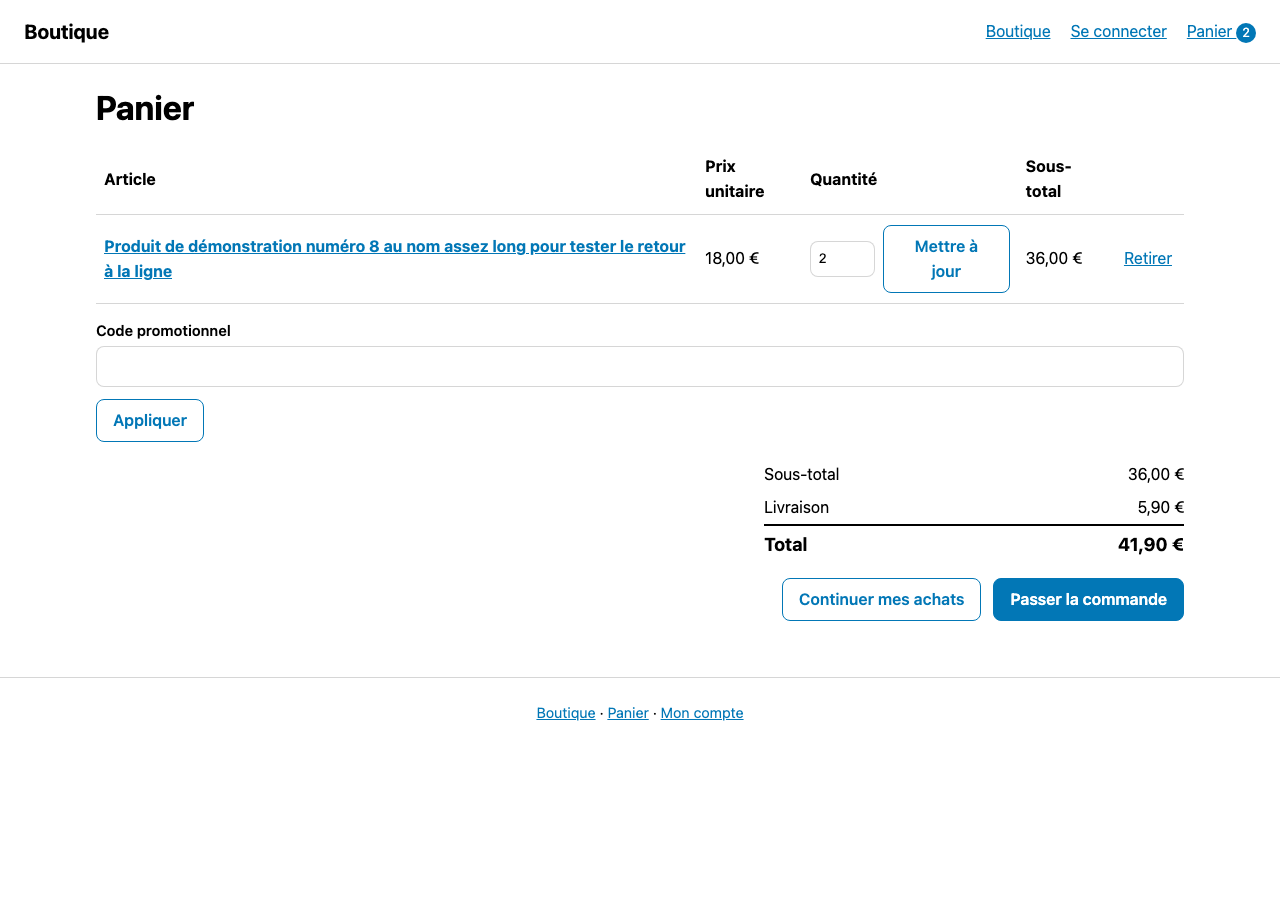 Boutique
Boutique Se connecter Panier 2
Panier
Article Prix unitaire Quantité Sous-total
Produit de démonstration numéro 8 au nom assez long pour tester le retour
à la ligne
18,00 € 2 Mettre à jour 36,00 € Retirer
Code promotionnel
Appliquer
Sous-total 36,00 €
Livraison 5,90 €
Total 41,90 €
Continuer mes achats Passer la commande
Boutique · Panier · Mon compte